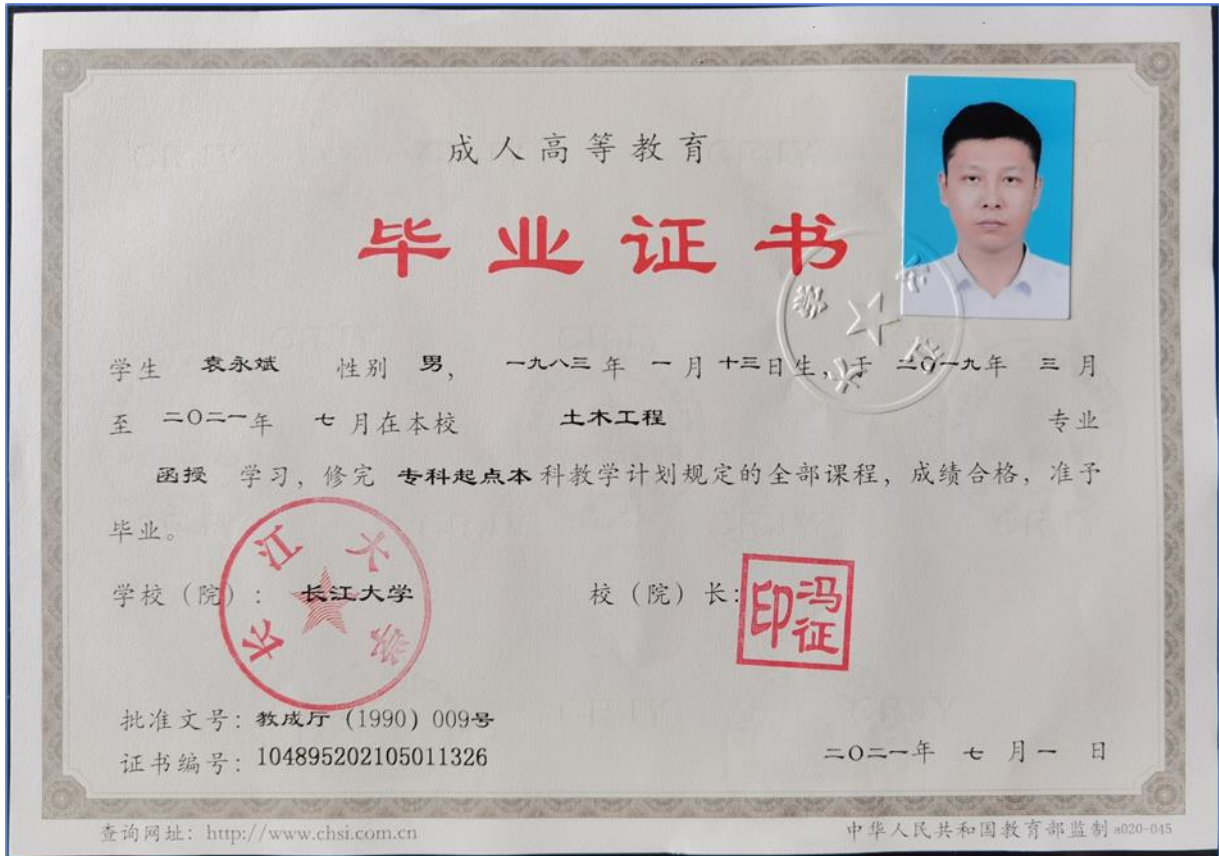 成人高等教育
毕业证书
学生 袁永斌 性别 男， 一九八三 年 一 月 十三日生，于 二〇一九年 三 月
至 二〇二一年 七 月在本校 土木工程 专业
函授 学习，修完 专科起点本 科教学计划规定的全部课程，成绩合格，准予
毕业。
学校（院）： 长江大学 校（院）长：
长江大学
冯征印
批准文号：教成厅 (1990) 009号
证书编号：104895202105011326
二〇二一年 七 月 一 日
查询网址：http://www.chsi.com.cn
中华人民共和国教育部监制 a020-045